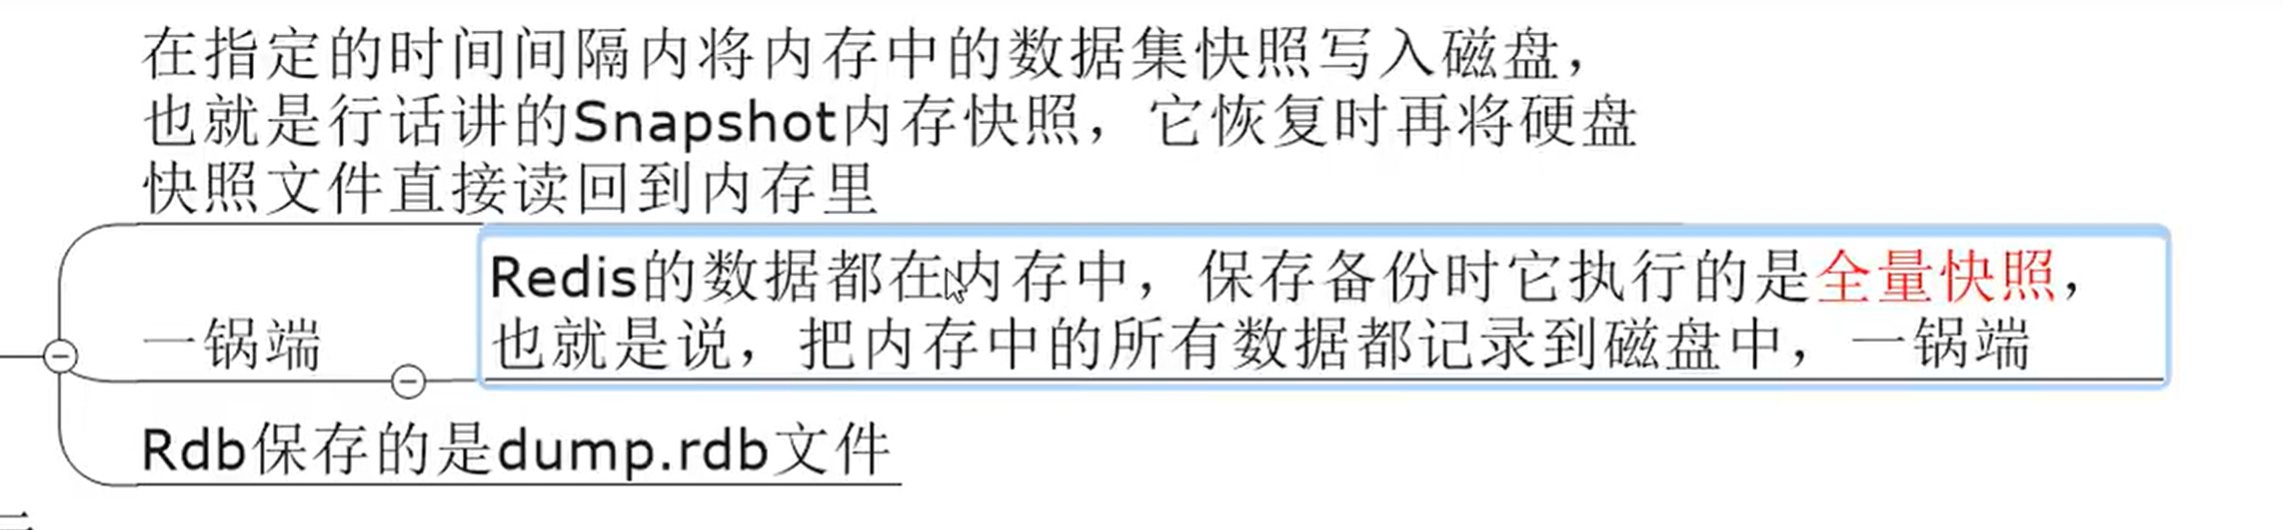 在指定的时间间隔内将内存中的数据集快照写入磁盘，
也就是行话讲的Snapshot内存快照，它恢复时再将硬盘
快照文件直接读回到内存里
Redis的数据都在内存中，保存备份时它执行的是全量快照，
一锅端
也就是说，把内存中的所有数据都记录到磁盘中，一锅端
Rdb保存的是dump.rdb文件